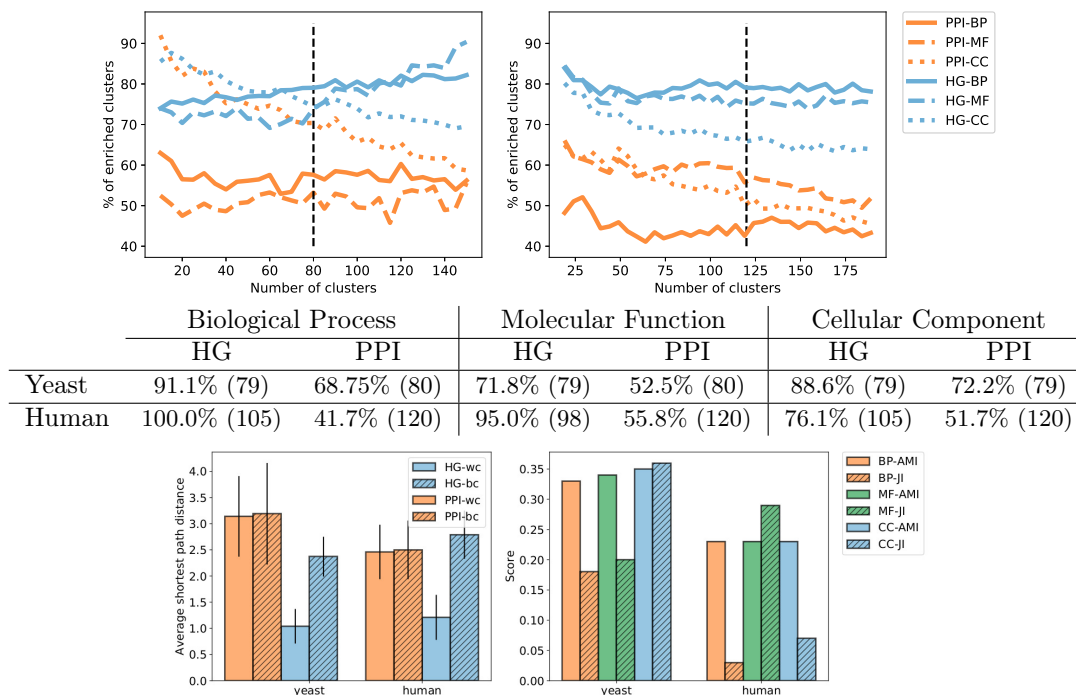 90
80
70
60
50
40
% of enriched clusters
20 40 60 80 100 120 140
Number of clusters
90
80
70
60
50
40
% of enriched clusters
25 50 75 100 125 150 175
Number of clusters
PPI-BP
PPI-MF
PPI-CC
HG-BP
HG-MF
HG-CC
Biological Process Molecular Function Cellular Component
HG PPI HG PPI HG PPI
Yeast 91.1% (79) 68.75% (80) 71.8% (79) 52.5% (80) 88.6% (79) 72.2% (79)
Human 100.0% (105) 41.7% (120) 95.0% (98) 55.8% (120) 76.1% (105) 51.7% (120)
4.0
3.5
3.0
2.5
2.0
1.5
1.0
0.5
0.0
Average shortest path distance
HG-wc
HG-bc
PPI-wc
PPI-bc
yeast human
0.35
0.30
0.25
0.20
0.15
0.10
0.05
0.00
Score
yeast human
BP-AMI
BP-JI
MF-AMI
MF-JI
CC-AMI
CC-JI